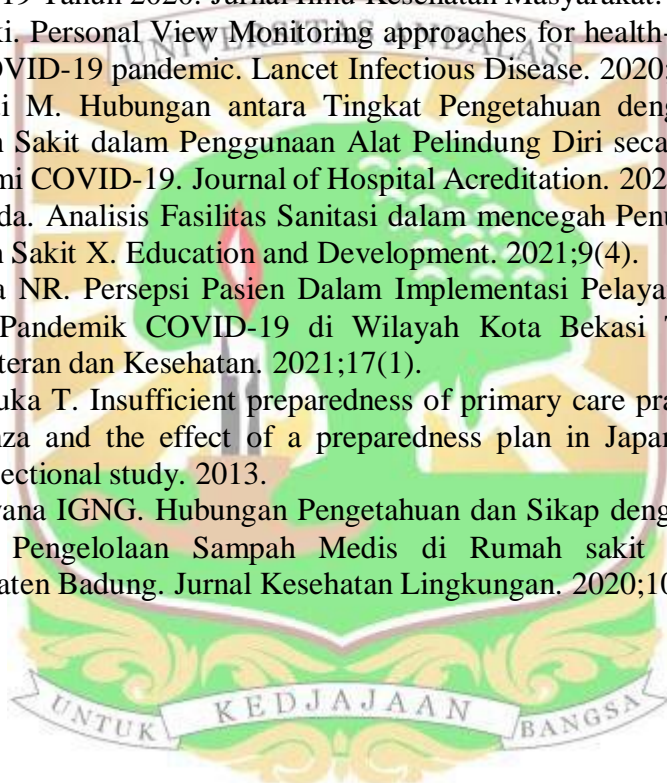 19 Tahun 2020. Jurnal Ilmu Kesehatan Masyarakat.
UNIVERSITAS ANDALAS
ki. Personal View Monitoring approaches for health-
OVID-19 pandemic. Lancet Infectious Disease. 2020;
i M. Hubungan antara Tingkat Pengetahuan deng
n Sakit dalam Penggunaan Alat Pelindung Diri seca
mi COVID-19. Journal of Hospital Acreditation. 202
da. Analisis Fasilitas Sanitasi dalam mencegah Penu
n Sakit X. Education and Development. 2021;9(4).
a NR. Persepsi Pasien Dalam Implementasi Pelaya
Pandemik COVID-19 di Wilayah Kota Bekasi T
teran dan Kesehatan. 2021;17(1).
uka T. Insufficient preparedness of primary care pra
nza and the effect of a preparedness plan in Japan
ectional study. 2013.
vana IGNG. Hubungan Pengetahuan dan Sikap deng
Pengelolaan Sampah Medis di Rumah sakit
aten Badung. Jurnal Kesehatan Lingkungan. 2020;10
UNTUK KEDJAJAAN BANGSA